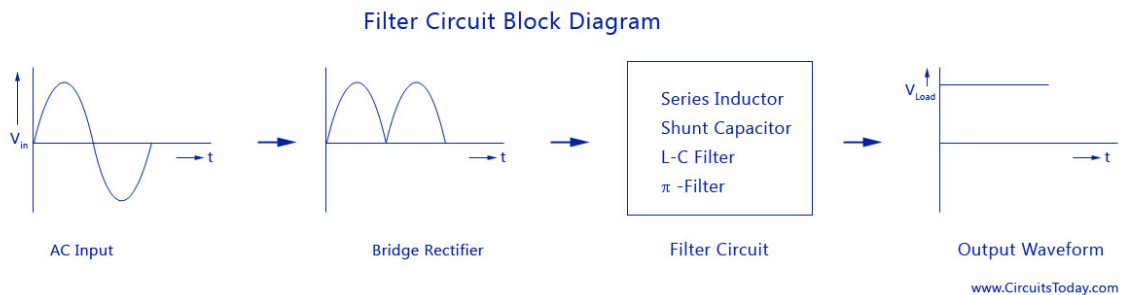 Filter Circuit Block Diagram
V in
t
AC Input
t
Bridge Rectifier
Series Inductor
Shunt Capacitor
L-C Filter
π -Filter
Filter Circuit
V Load
t
Output Waveform
www.CircuitsToday.com